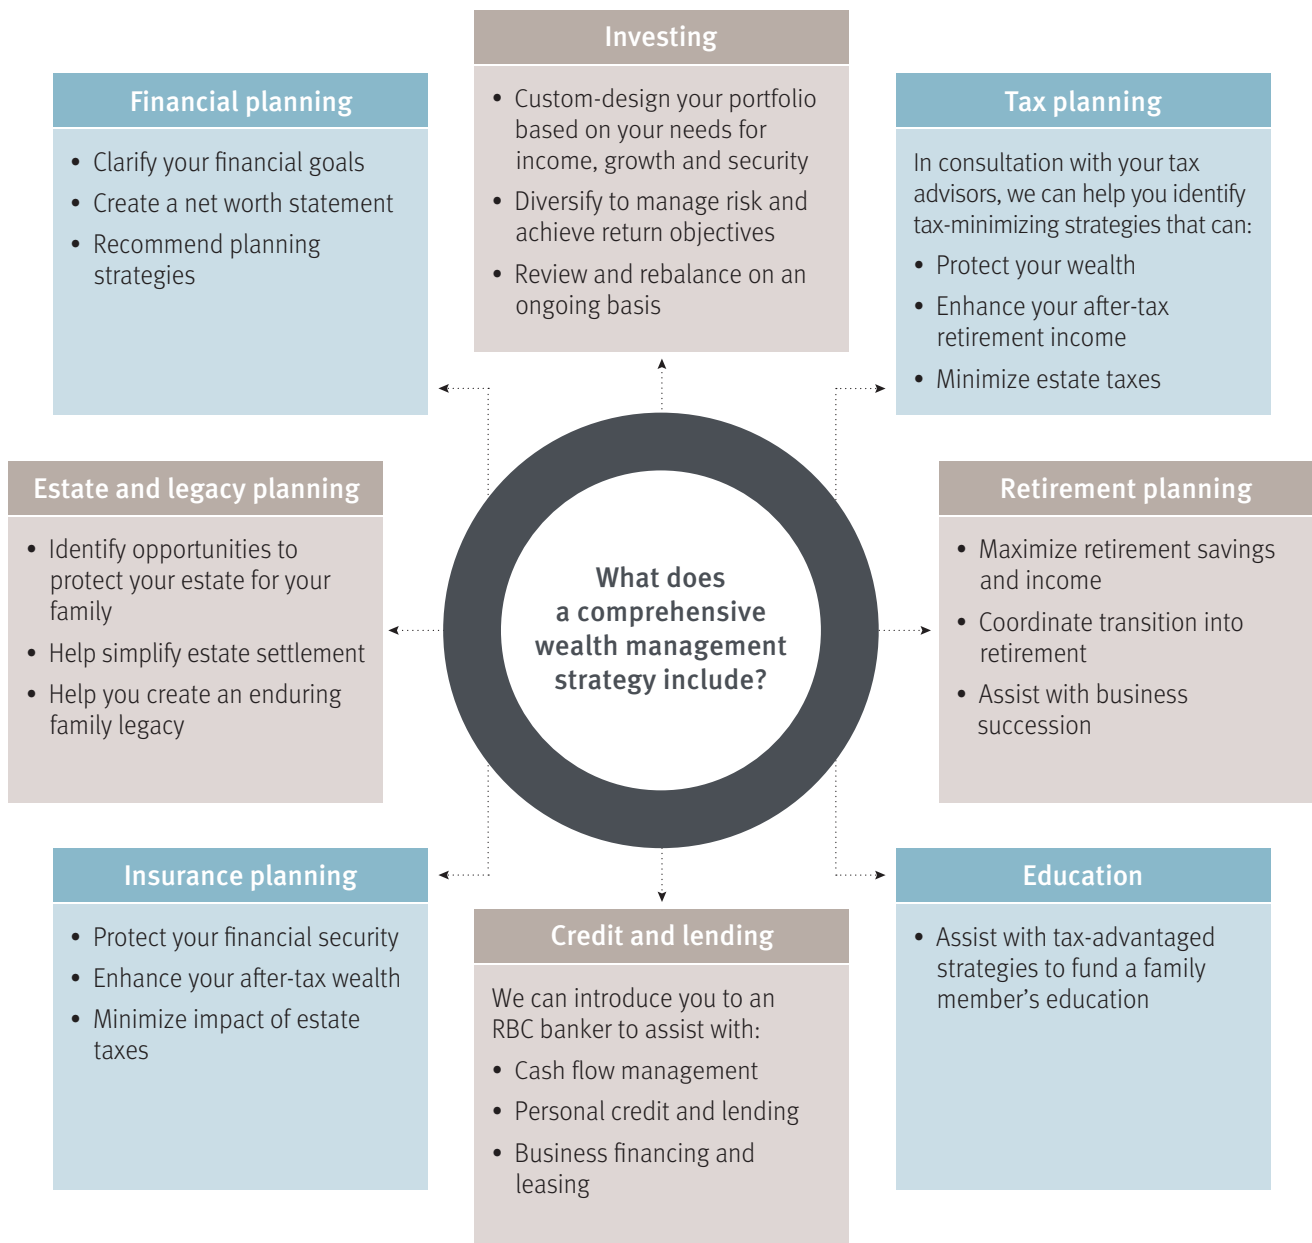 Investing
• Custom-design your portfolio
based on your needs for
income, growth and security
• Diversify to manage risk and
achieve return objectives
• Review and rebalance on an
ongoing basis
Financial planning
• Clarify your financial goals
• Create a net worth statement
• Recommend planning
strategies
Tax planning
In consultation with your tax
advisors, we can help you identify
tax-minimizing strategies that can:
• Protect your wealth
• Enhance your after-tax
retirement income
• Minimize estate taxes
Estate and legacy planning
• Identify opportunities to
protect your estate for your
family
• Help simplify estate settlement
• Help you create an enduring
family legacy
What does
a comprehensive
wealth management
strategy include?
Retirement planning
• Maximize retirement savings
and income
• Coordinate transition into
retirement
• Assist with business
succession
Insurance planning
• Protect your financial security
• Enhance your after-tax wealth
• Minimize impact of estate
taxes
Credit and lending
We can introduce you to an
RBC banker to assist with:
• Cash flow management
• Personal credit and lending
• Business financing and
leasing
Education
• Assist with tax-advantaged
strategies to fund a family
member’s education